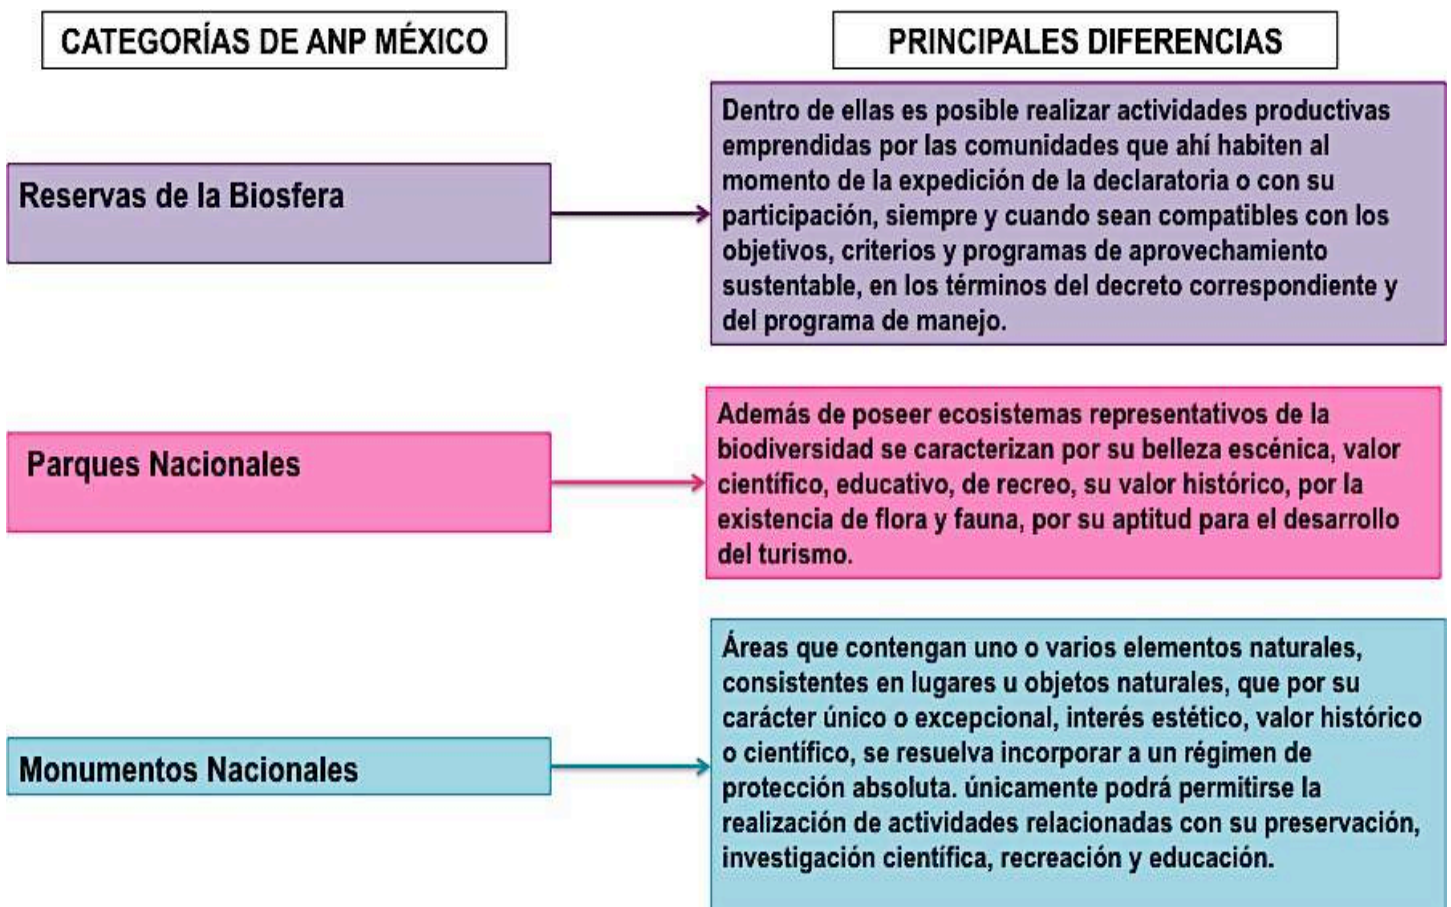 CATEGORÍAS DE ANP MÉXICO
PRINCIPALES DIFERENCIAS
Reservas de la Biosfera
Dentro de ellas es posible realizar actividades productivas
emprendidas por las comunidades que ahí habiten al
momento de la expedición de la declaratoria o con su
participación, siempre y cuando sean compatibles con los
objetivos, criterios y programas de aprovechamiento
sustentable, en los términos del decreto correspondiente y
del programa de manejo.
Parques Nacionales
Además de poseer ecosistemas representativos de la
biodiversidad se caracterizan por su belleza escénica, valor
científico, educativo, de recreo, su valor histórico, por la
existencia de flora y fauna, por su aptitud para el desarrollo
del turismo.
Monumentos Nacionales
Áreas que contengan uno o varios elementos naturales,
consistentes en lugares u objetos naturales, que por su
carácter único o excepcional, interés estético, valor histórico
o científico, se resuelva incorporar a un régimen de
protección absoluta. únicamente podrá permitirse la
realización de actividades relacionadas con su preservación,
investigación científica, recreación y educación.